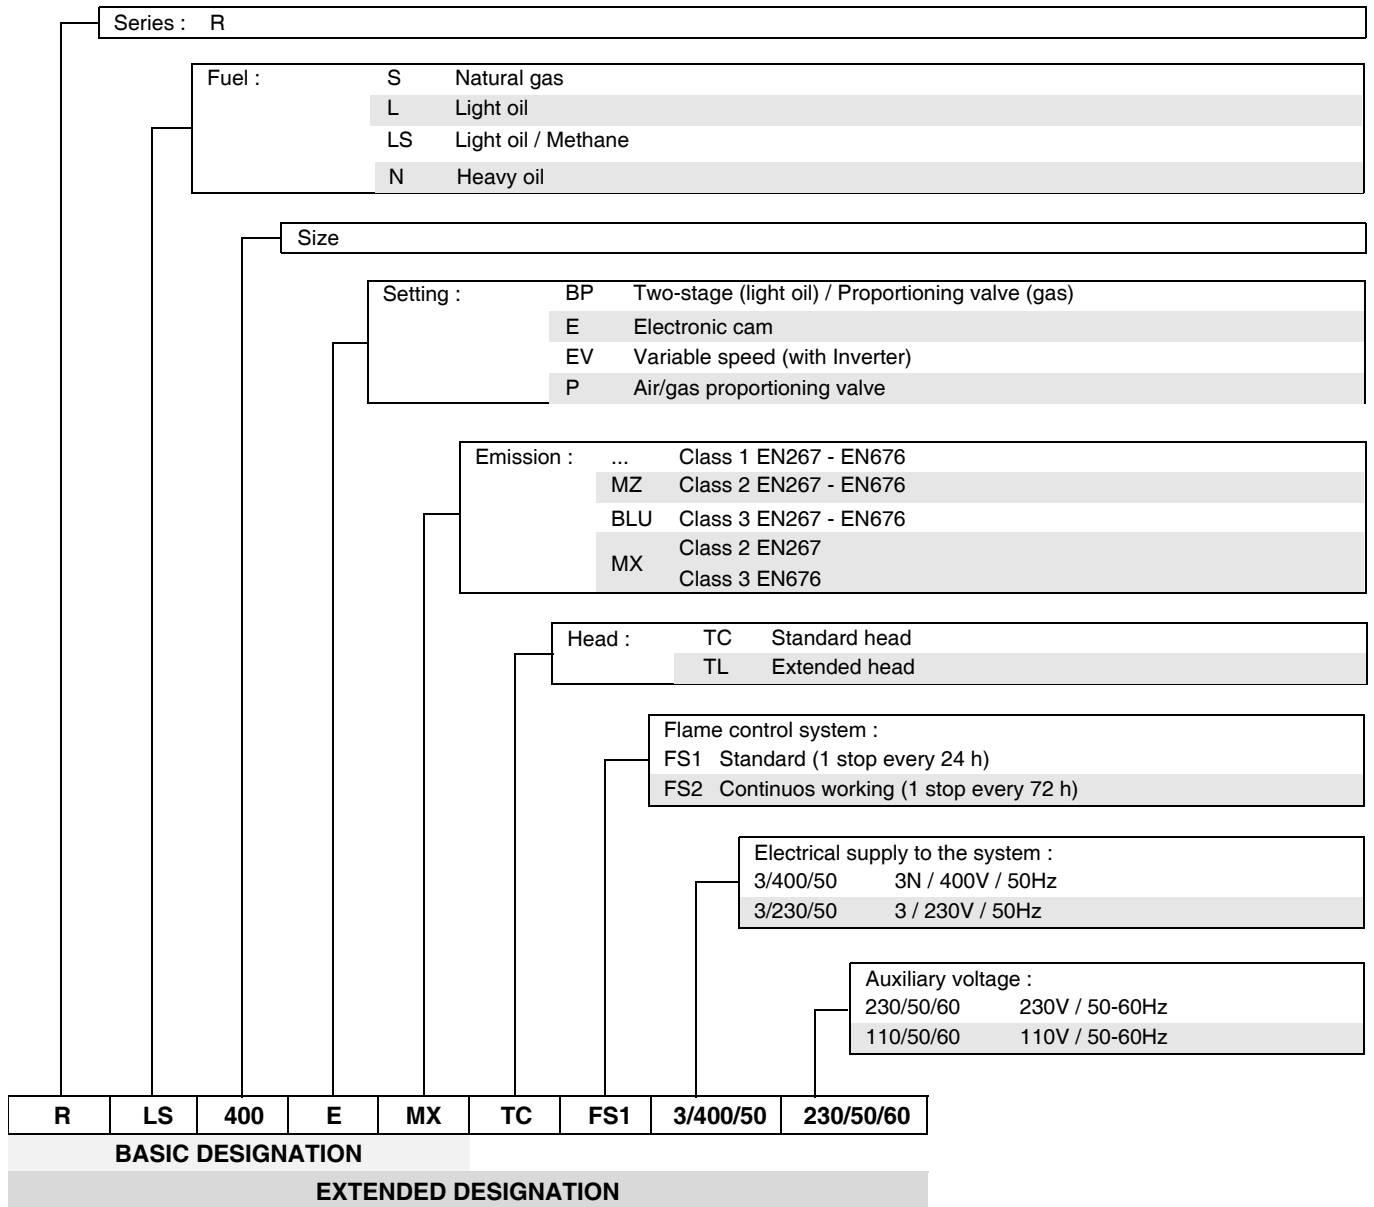 Series : R
Fuel : S Natural gas
L Light oil
LS Light oil / Methane
N Heavy oil
Size
Setting : BP Two-stage (light oil) / Proportioning valve (gas)
E Electronic cam
EV Variable speed (with Inverter)
P Air/gas proportioning valve
Emission : ... Class 1 EN267 - EN676
MZ Class 2 EN267 - EN676
BLU Class 3 EN267 - EN676
MX Class 2 EN267
Class 3 EN676
Head : TC Standard head
TL Extended head
Flame control system :
FS1 Standard (1 stop every 24 h)
FS2 Continuos working (1 stop every 72 h)
Electrical supply to the system :
3/400/50 3N / 400V / 50Hz
3/230/50 3 / 230V / 50Hz
Auxiliary voltage :
230/50/60 230V / 50-60Hz
110/50/60 110V / 50-60Hz
R LS 400 E MX TC FS1 3/400/50 230/50/60
BASIC DESIGNATION
EXTENDED DESIGNATION